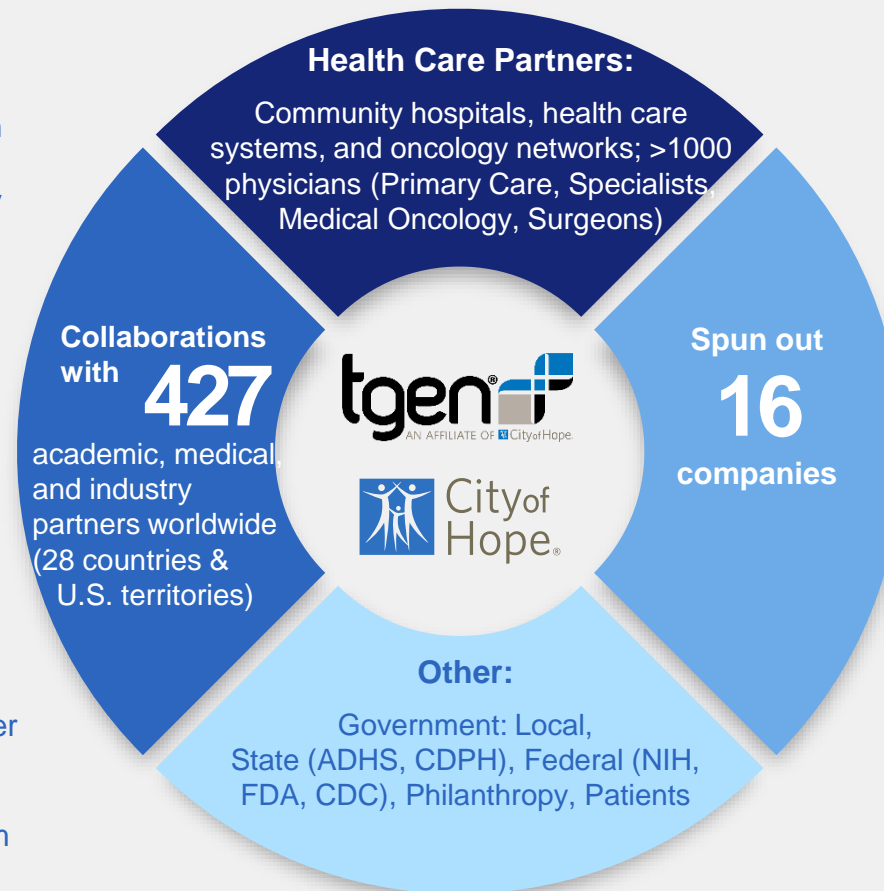 Health Care Partners:
Community hospitals, health care
systems, and oncology networks; >1000
physicians (Primary Care, Specialists,
Medical Oncology, Surgeons)
Collaborations
with 427
academic, medical,
and industry
partners worldwide
(28 countries &
U.S. territories)
tgen®
AN AFFILIATE OF City of Hope
City of
Hope®
Spun out
16
companies
Other:
Government: Local,
State (ADHS, CDPH), Federal (NIH,
FDA, CDC), Philanthropy, Patients